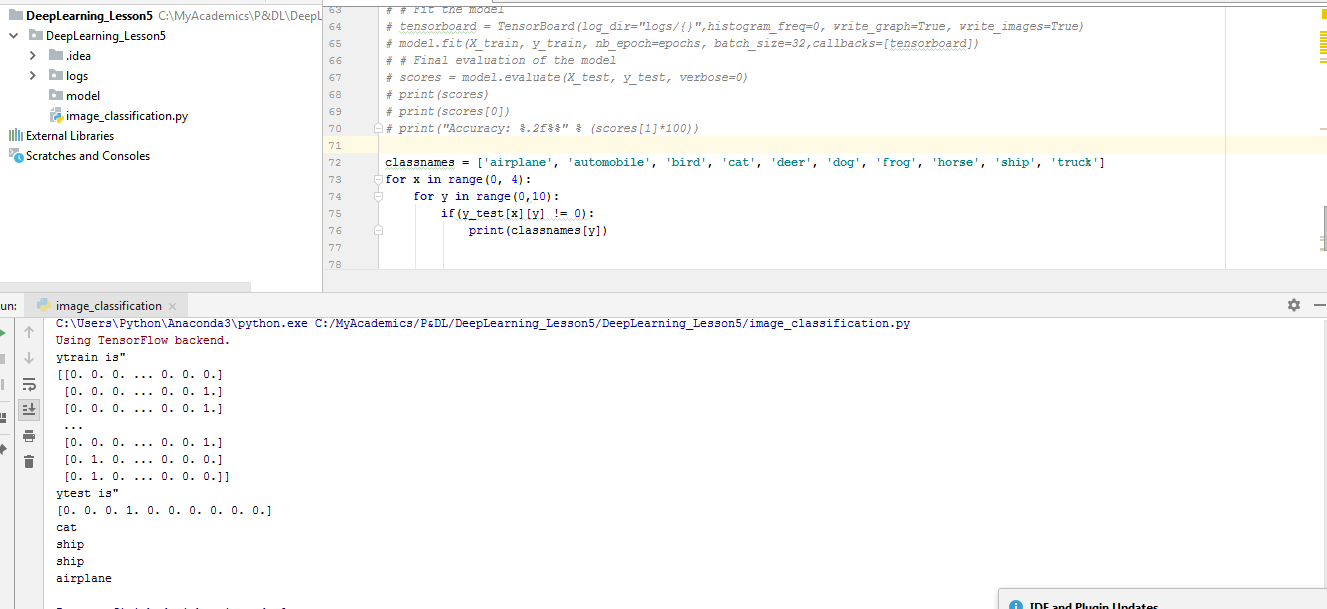 DeepLearning_Lesson5 C:\MyAcademics\P&DL\DeepL
DeepLearning_Lesson5
.idea
logs
model
image_classification.py
External Libraries
Scratches and Consoles
63 # # Fit the model
64 # tensorboard = TensorBoard(log_dir="logs/{}",histogram_freq=0, write_graph=True, write_images=True)
65 # model.fit(X_train, y_train, nb_epoch=epochs, batch_size=32,callbacks=[tensorboard])
66 # # Final evaluation of the model
67 # scores = model.evaluate(X_test, y_test, verbose=0)
68 # print(scores)
69 # print(scores[0])
70 # print("Accuracy: %.2f%%" % (scores[1]*100))
71
72 classnames = ['airplane', 'automobile', 'bird', 'cat', 'deer', 'dog', 'frog', 'horse', 'ship', 'truck']
73 for x in range(0, 4):
74 for y in range(0,10):
75 if(y_test[x][y] != 0):
76 print(classnames[y])
77
78
un: image_classification
C:\Users\Python\Anaconda3\python.exe C:/MyAcademics/P&DL/DeepLearning_Lesson5/DeepLearning_Lesson5/image_classification.py
Using TensorFlow backend.
ytrain is"
[[0. 0. 0. ... 0. 0. 0.]
[0. 0. 0. ... 0. 0. 1.]
[0. 0. 0. ... 0. 0. 1.]
...
[0. 0. 0. ... 0. 0. 1.]
[0. 1. 0. ... 0. 0. 0.]
[0. 1. 0. ... 0. 0. 0.]]
ytest is"
[0. 0. 0. 1. 0. 0. 0. 0. 0. 0.]
cat
ship
ship
airplane
IDE and Plugin Updates